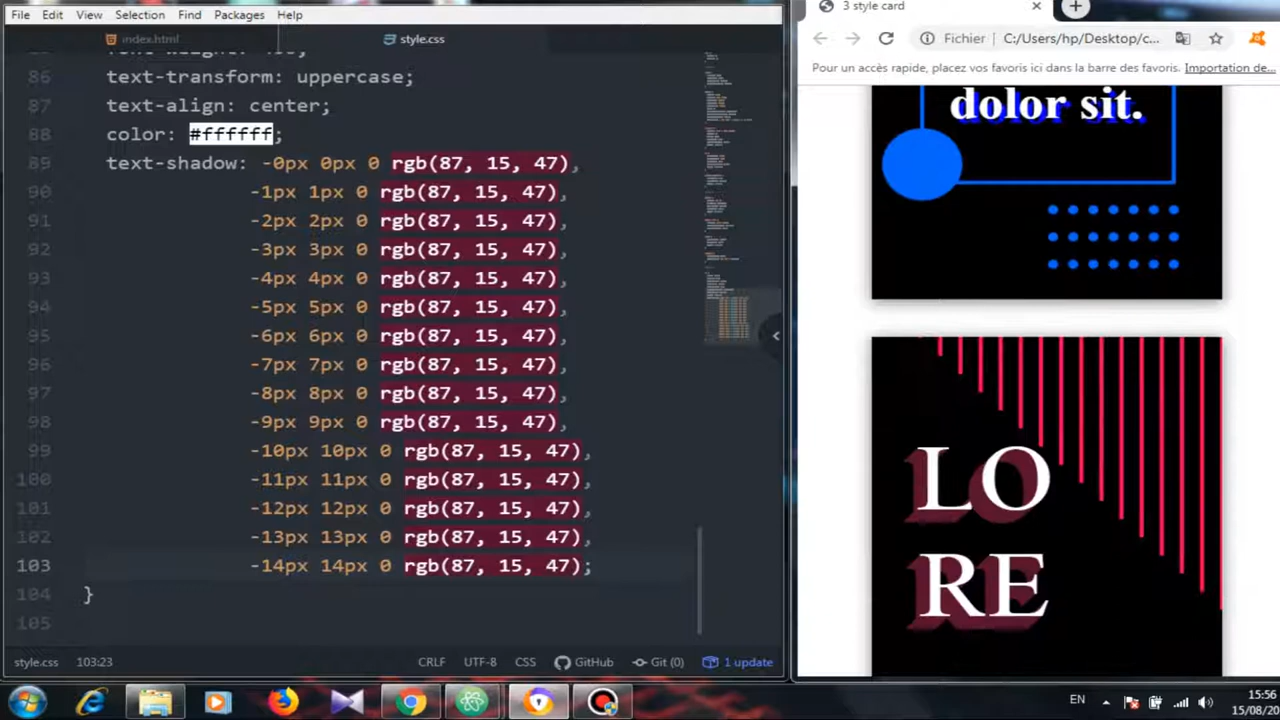 File Edit View Selection Find Packages Help
index.html
style.css
86 text-transform: uppercase;
87 text-align: center;
88 color: #ffffff;
89 text-shadow: -0px 0px 0 rgb(87, 15, 47),
90 -1px 1px 0 rgb(87, 15, 47),
91 -2px 2px 0 rgb(87, 15, 47),
92 -3px 3px 0 rgb(87, 15, 47),
93 -4px 4px 0 rgb(87, 15, 47),
94 -5px 5px 0 rgb(87, 15, 47),
95 -6px 6px 0 rgb(87, 15, 47),
96 -7px 7px 0 rgb(87, 15, 47),
97 -8px 8px 0 rgb(87, 15, 47),
98 -9px 9px 0 rgb(87, 15, 47),
99 -10px 10px 0 rgb(87, 15, 47),
100 -11px 11px 0 rgb(87, 15, 47),
101 -12px 12px 0 rgb(87, 15, 47),
102 -13px 13px 0 rgb(87, 15, 47),
103 -14px 14px 0 rgb(87, 15, 47);
104 }
105
style.css 103:23 CRLF UTF-8 CSS GitHub Git (0) 1 update
3 style card
Fichier C:/Users/hp/Desktop/c...
Pour un accès rapide, placez vos favoris ici dans la barre des favoris. Importation de...
dolor sit.
LO
RE
EN
15:56
15/08/20